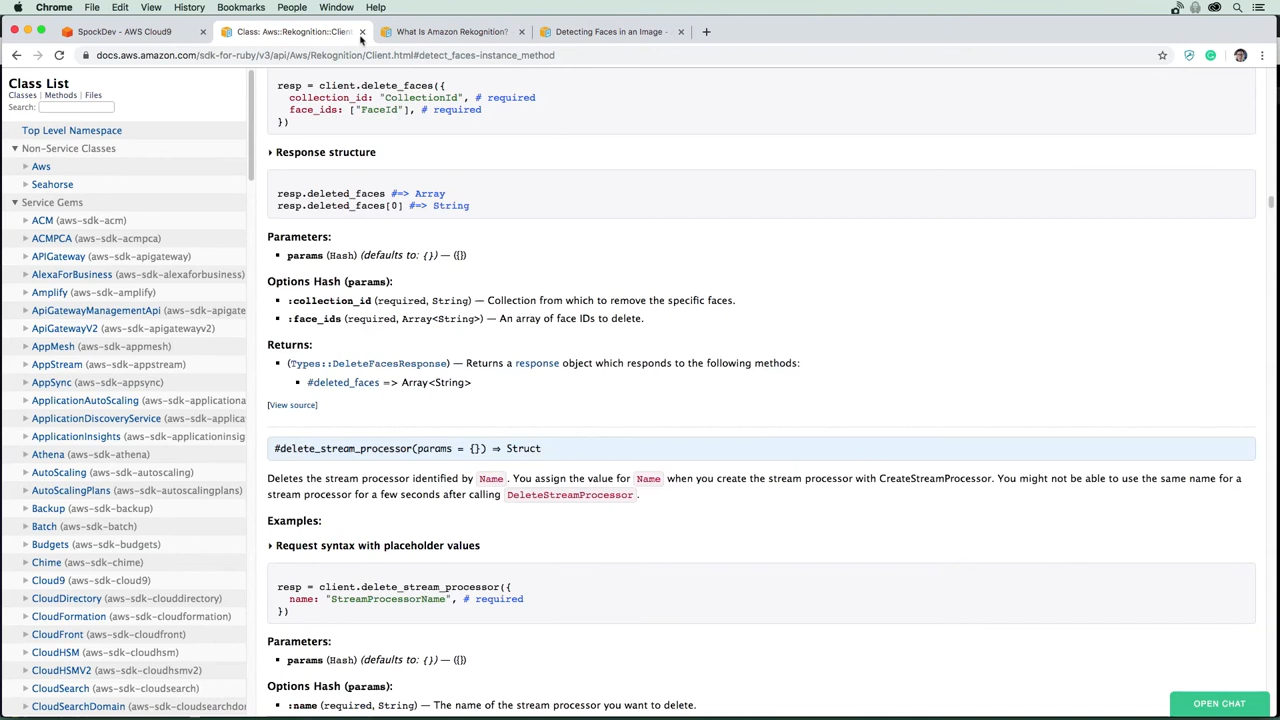 Chrome File Edit View History Bookmarks People Window Help
SpockDev - AWS Cloud9
Class: Aws::Rekognition::Client
What Is Amazon Rekognition?
Detecting Faces in an Image -
docs.aws.amazon.com/sdk-for-ruby/v3/api/Aws/Rekognition/Client.html#detect_faces-instance_method
Class List
Classes Methods Files
Search:
Top Level Namespace
Non-Service Classes
Aws
Seahorse
Service Gems
ACM (aws-sdk-acm)
ACMPCA (aws-sdk-acmpca)
APIGateway (aws-sdk-apigateway)
AlexaForBusiness (aws-sdk-alexaforbusiness)
Amplify (aws-sdk-amplify)
ApiGatewayManagementApi (aws-sdk-apigate
ApiGatewayV2 (aws-sdk-apigatewayv2)
AppMesh (aws-sdk-appmesh)
AppStream (aws-sdk-appstream)
AppSync (aws-sdk-appsync)
ApplicationAutoScaling (aws-sdk-applicationa
ApplicationDiscoveryService (aws-sdk-applica
ApplicationInsights (aws-sdk-applicationinsig
Athena (aws-sdk-athena)
AutoScaling (aws-sdk-autoscaling)
AutoScalingPlans (aws-sdk-autoscalingplans)
Backup (aws-sdk-backup)
Batch (aws-sdk-batch)
Budgets (aws-sdk-budgets)
Chime (aws-sdk-chime)
Cloud9 (aws-sdk-cloud9)
CloudDirectory (aws-sdk-clouddirectory)
CloudFormation (aws-sdk-cloudformation)
CloudFront (aws-sdk-cloudfront)
CloudHSM (aws-sdk-cloudhsm)
CloudHSMV2 (aws-sdk-cloudhsmv2)
CloudSearch (aws-sdk-cloudsearch)
CloudSearchDomain (aws-sdk-cloudsearchdor
resp = client.delete_faces({
collection_id: "CollectionId", # required
face_ids: ["FaceId"], # required
})
Response structure
resp.deleted_faces #=> Array
resp.deleted_faces[0] #=> String
Parameters:
params (Hash) (defaults to: {}) — ({})
Options Hash (params):
:collection_id (required, String) — Collection from which to remove the specific faces.
:face_ids (required, Array<String>) — An array of face IDs to delete.
Returns:
(Types::DeleteFacesResponse) — Returns a response object which responds to the following methods:
#deleted_faces => Array<String>
[View source]
#delete_stream_processor(params = {}) ⇒ Struct
Deletes the stream processor identified by Name. You assign the value for Name when you create the stream processor with CreateStreamProcessor. You might not be able to use the same name for a
stream processor for a few seconds after calling DeleteStreamProcessor.
Examples:
Request syntax with placeholder values
resp = client.delete_stream_processor({
name: "StreamProcessorName", # required
})
Parameters:
params (Hash) (defaults to: {}) — ({})
Options Hash (params):
:name (required, String) — The name of the stream processor you want to delete.
OPEN CHAT